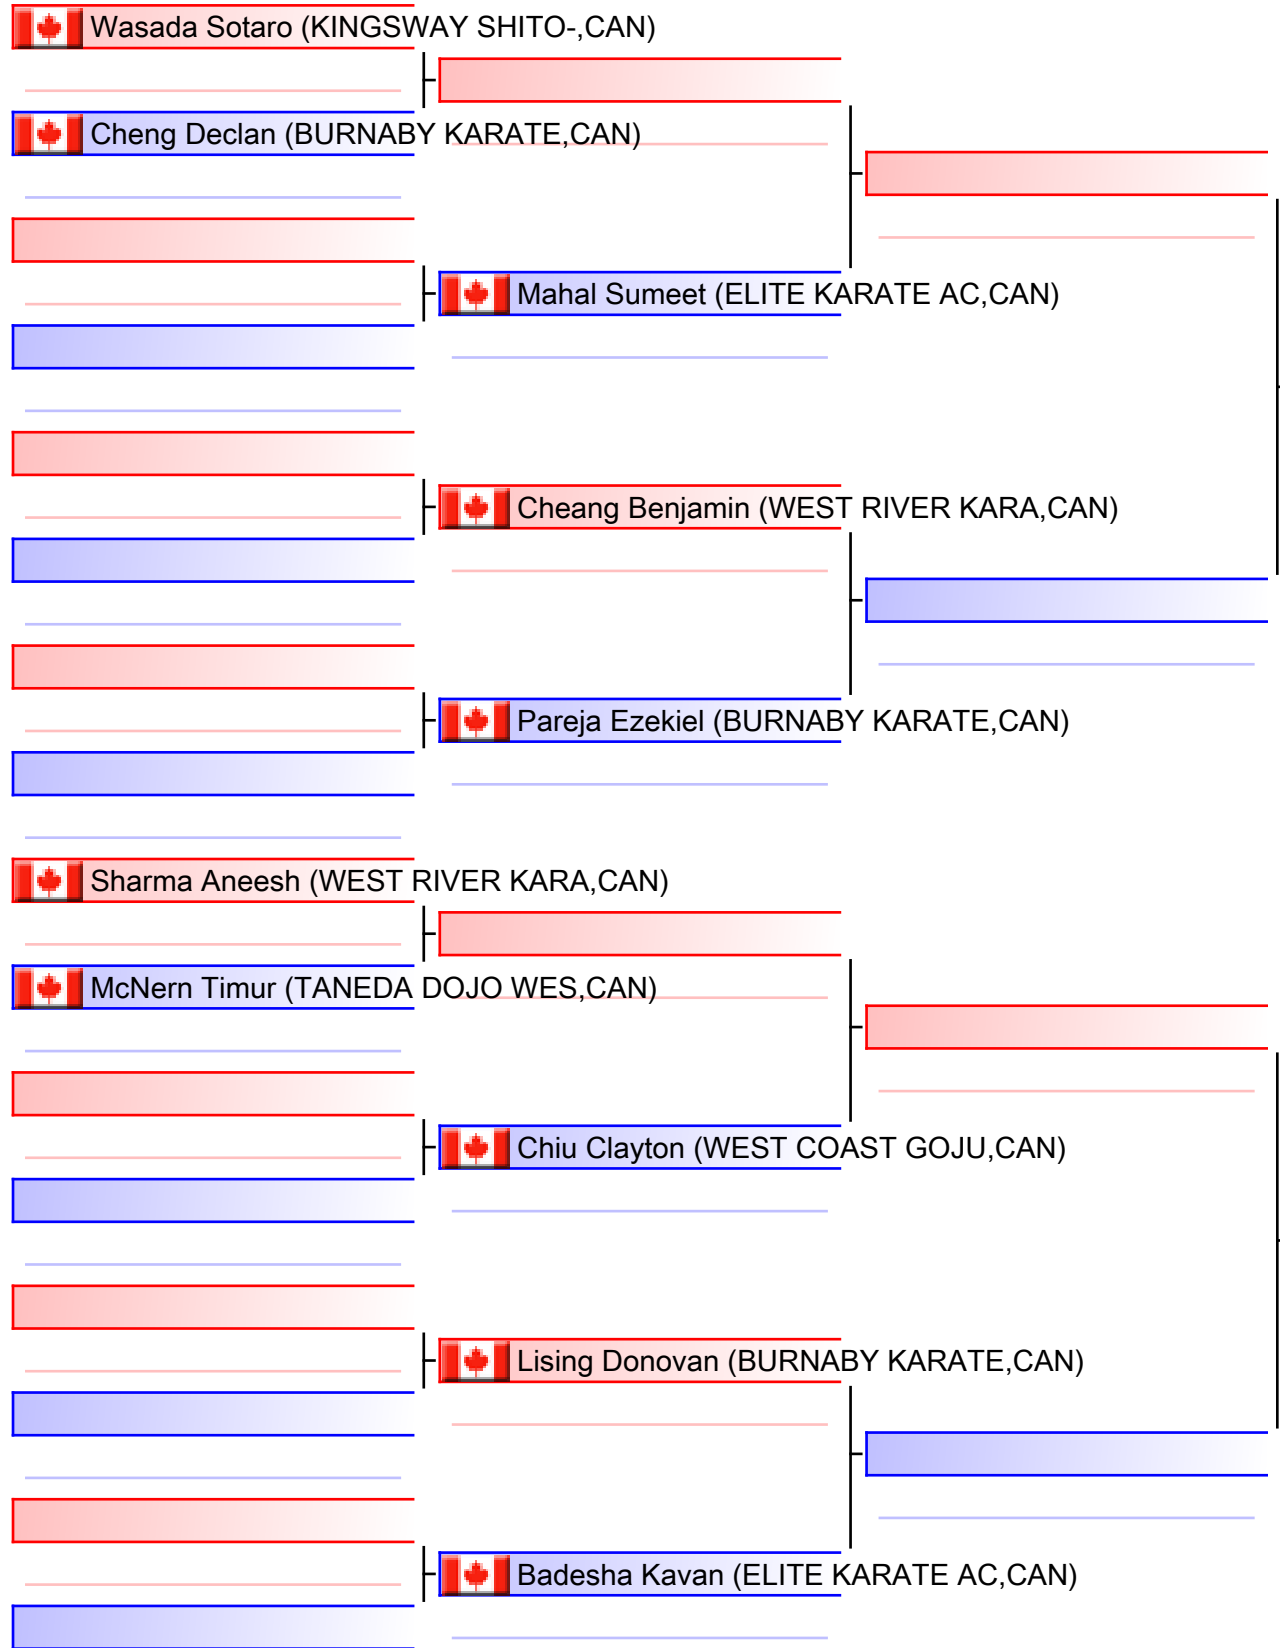 Wasada Sotaro (KINGSWAY SHITO-,CAN)
Cheng Declan (BURNABY KARATE,CAN)
Mahal Sumeet (ELITE KARATE AC,CAN)
Cheang Benjamin (WEST RIVER KARA,CAN)
Pareja Ezekiel (BURNABY KARATE,CAN)
Sharma Aneesh (WEST RIVER KARA,CAN)
McNern Timur (TANEDA DOJO WES,CAN)
Chiu Clayton (WEST COAST GOJU,CAN)
Lising Donovan (BURNABY KARATE,CAN)
Badesha Kavan (ELITE KARATE AC,CAN)